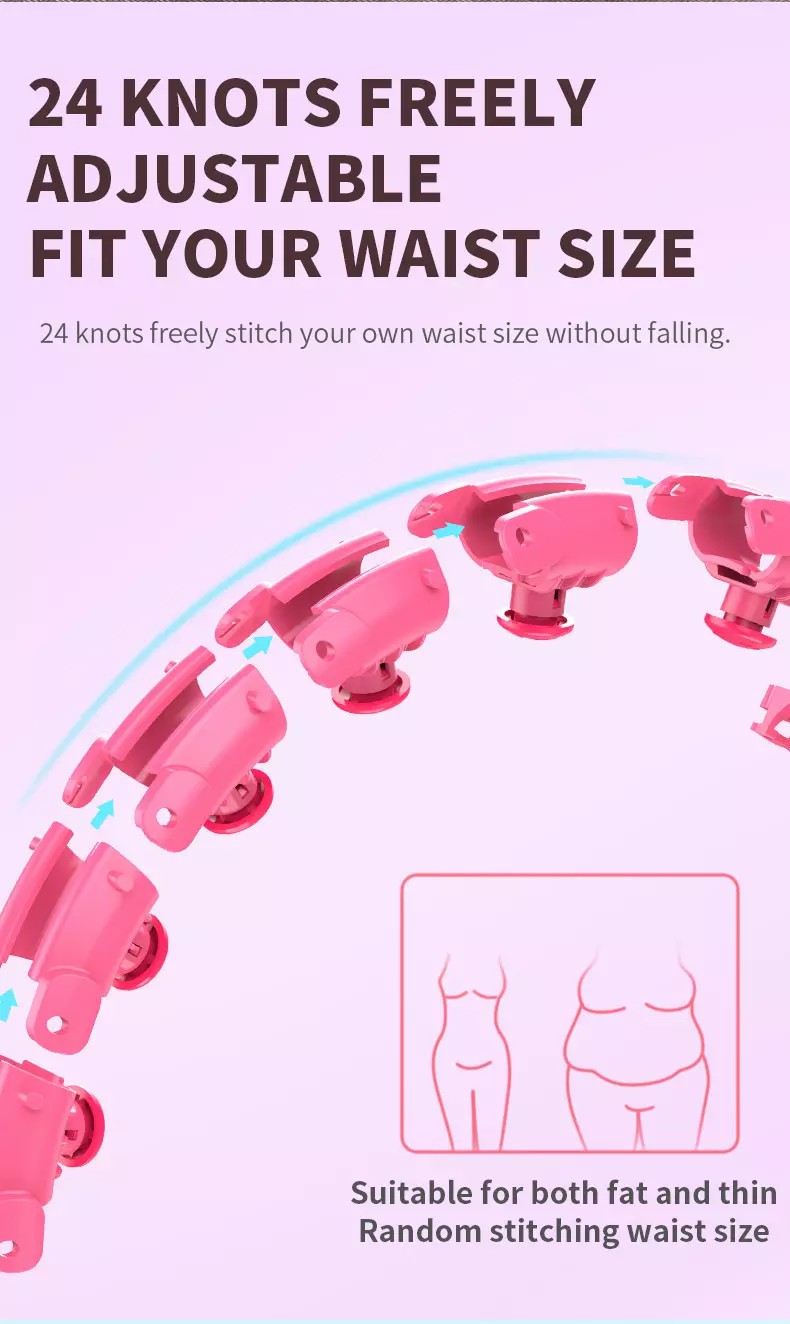 24 KNOTS FREELY
ADJUSTABLE
FIT YOUR WAIST SIZE
24 knots freely stitch your own waist size without falling.
Suitable for both fat and thin
Random stitching waist size